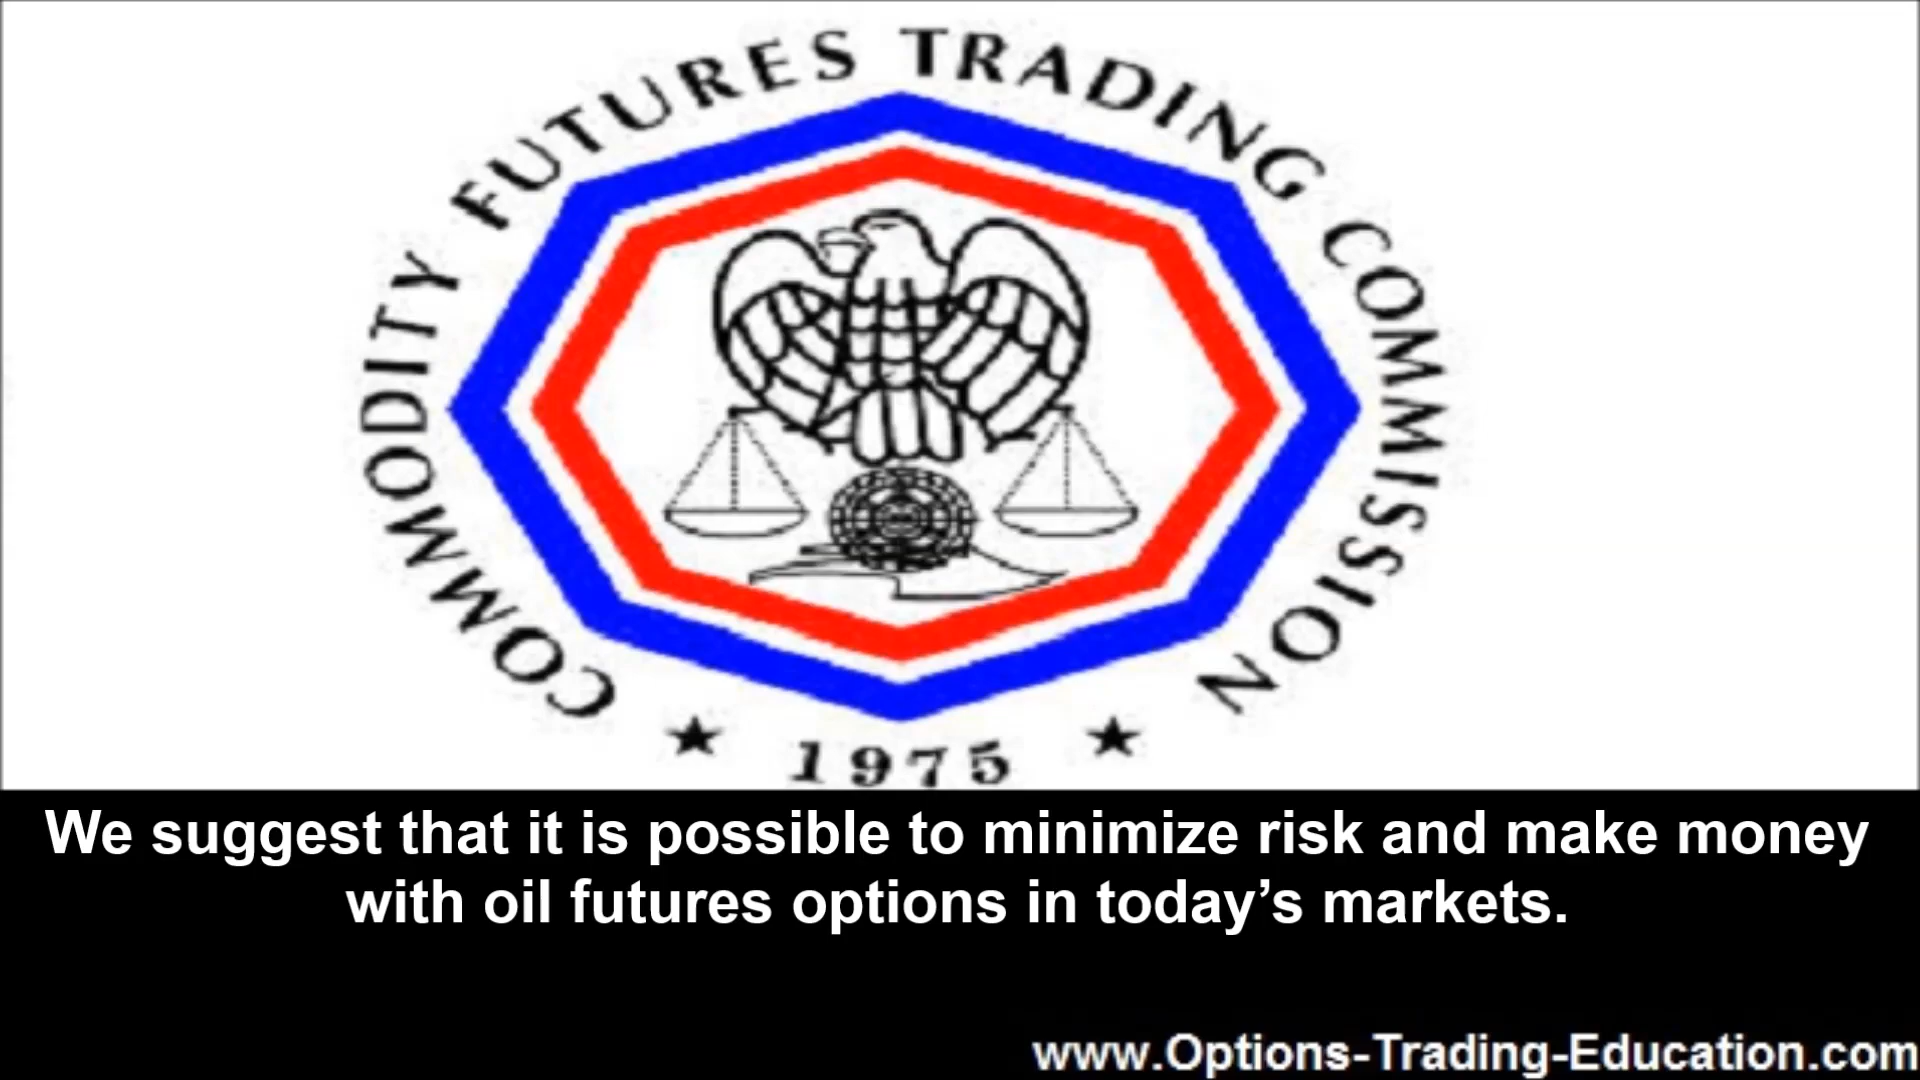 COMMODITY FUTURES TRADING COMMISSION
★ 1975 ★
We suggest that it is possible to minimize risk and make money
with oil futures options in today’s markets.
www.Options-Trading-Education.com